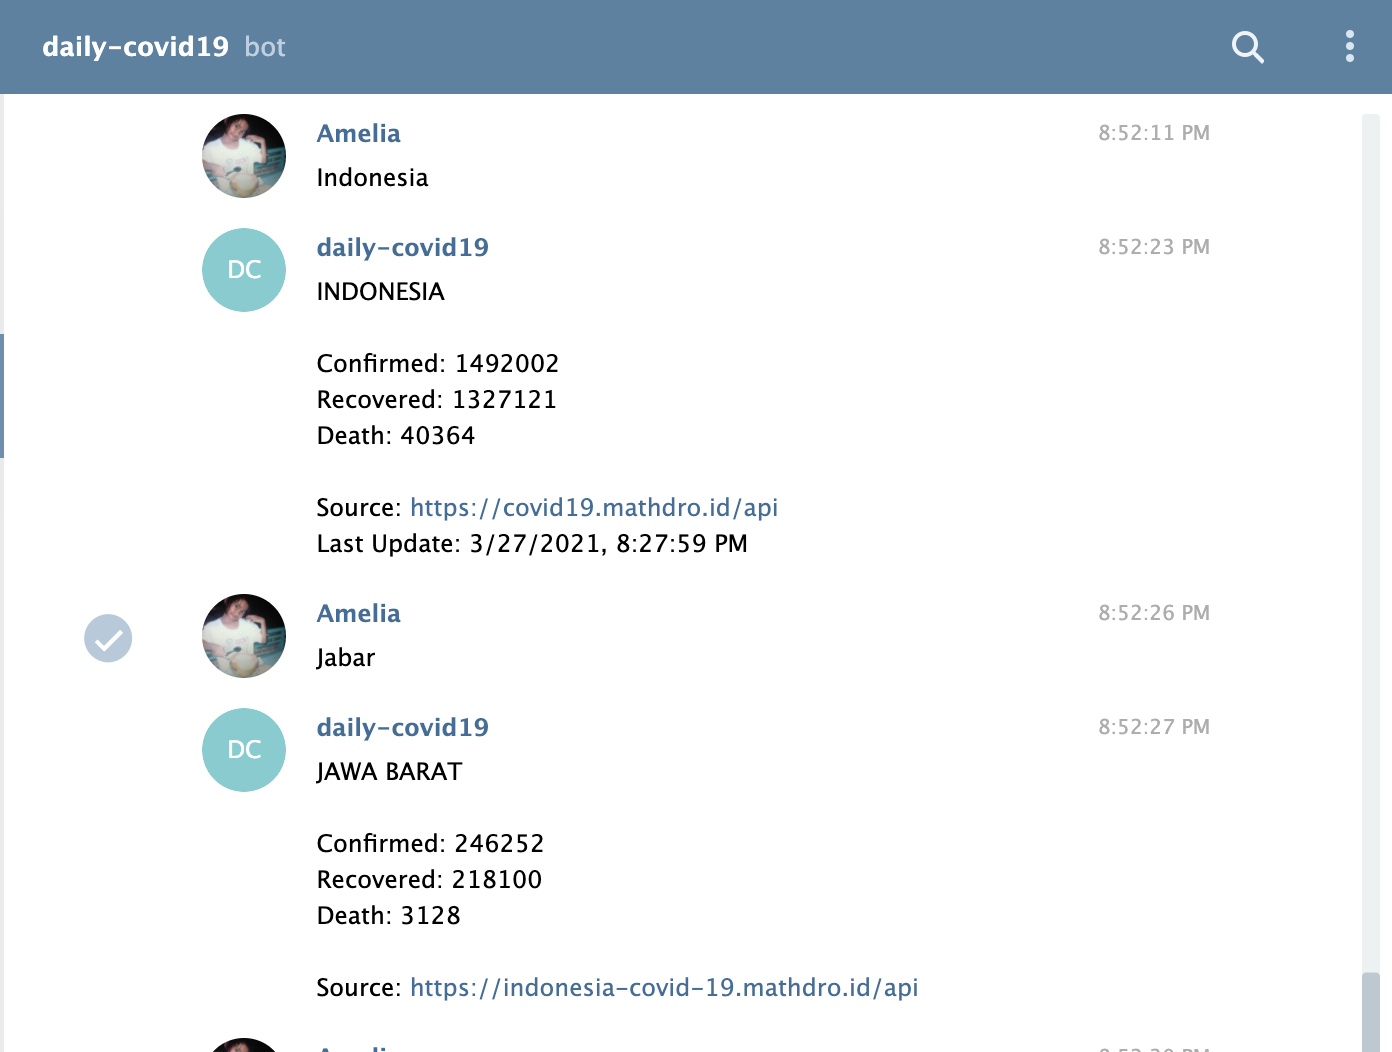 daily-covid19 bot
Amelia 8:52:11 PM
Indonesia
DC
daily-covid19 8:52:23 PM
INDONESIA
Confirmed: 1492002
Recovered: 1327121
Death: 40364
Source: https://covid19.mathdro.id/api
Last Update: 3/27/2021, 8:27:59 PM
Amelia 8:52:26 PM
Jabar
DC
daily-covid19 8:52:27 PM
JAWA BARAT
Confirmed: 246252
Recovered: 218100
Death: 3128
Source: https://indonesia-covid-19.mathdro.id/api